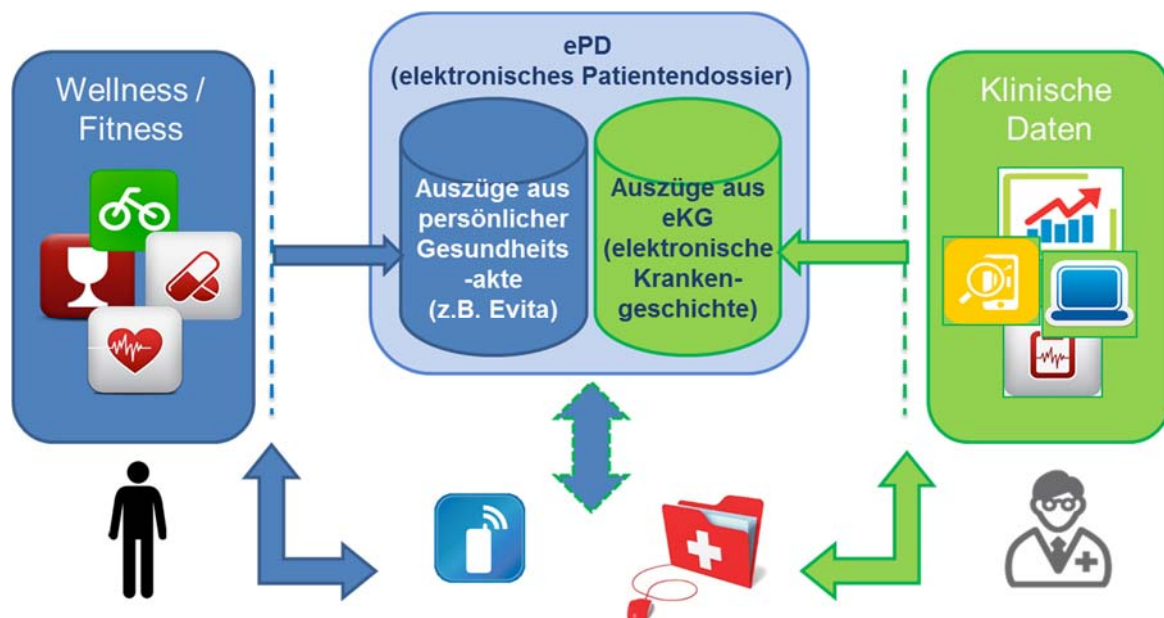 Wellness /
Fitness
ePD
(elektronisches Patientendossier)
Auszüge aus
persönlicher
Gesundheits
-akte
(z.B. Evita)
Auszüge aus
eKG
(elektronische
Kranken-
geschichte)
Klinische
Daten